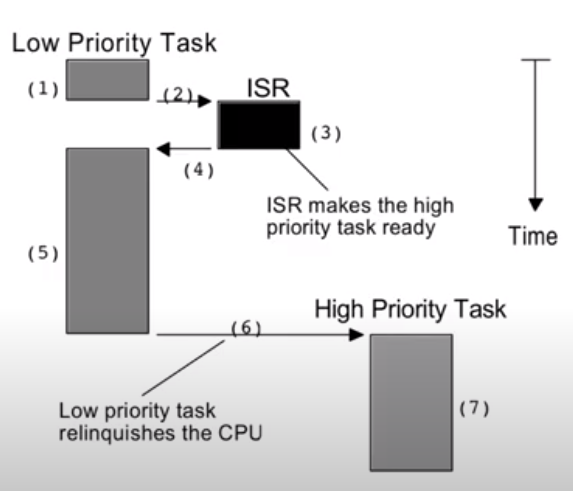 Low Priority Task
(1)
(2)
ISR
(3)
(4)
ISR makes the high
priority task ready
Time
(5)
High Priority Task
(6)
Low priority task
relinquishes the CPU
(7)